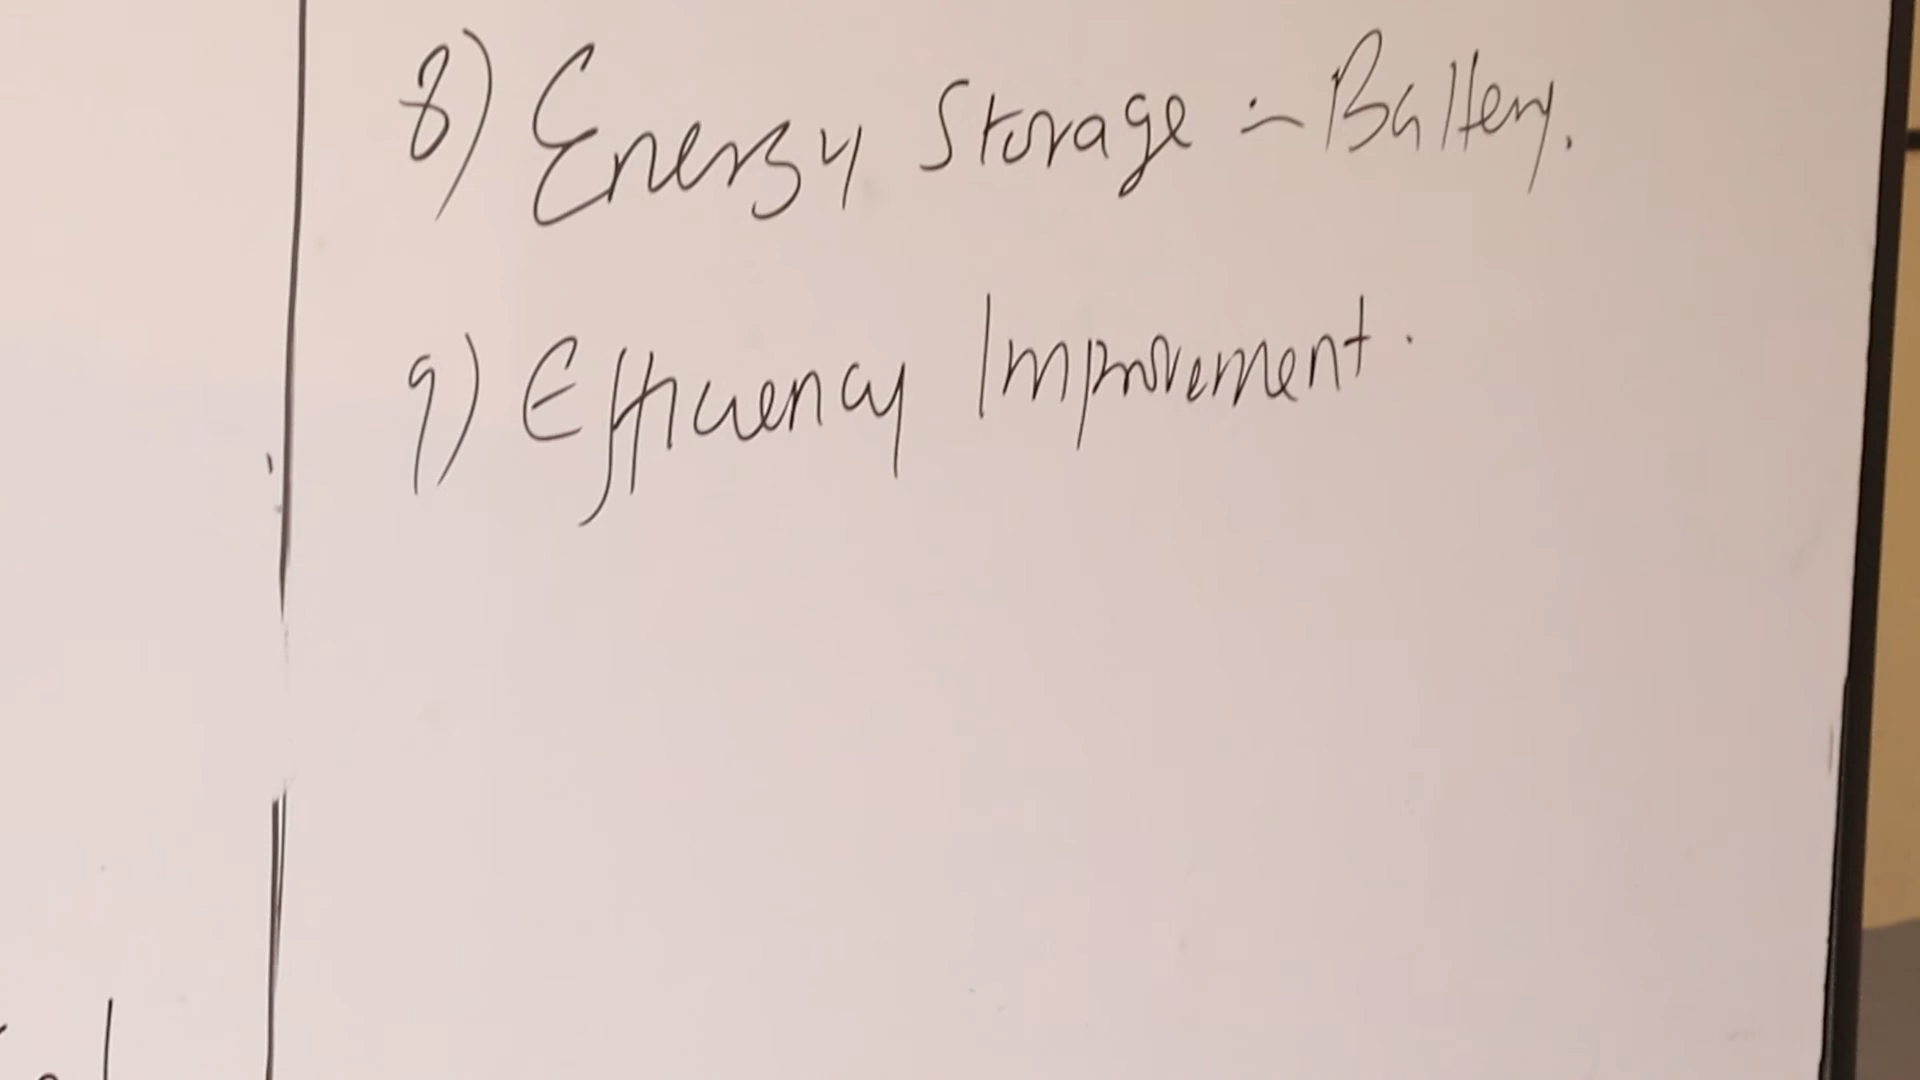 8) Energy Storage :- Battery.
9) Efficiency Improvement.